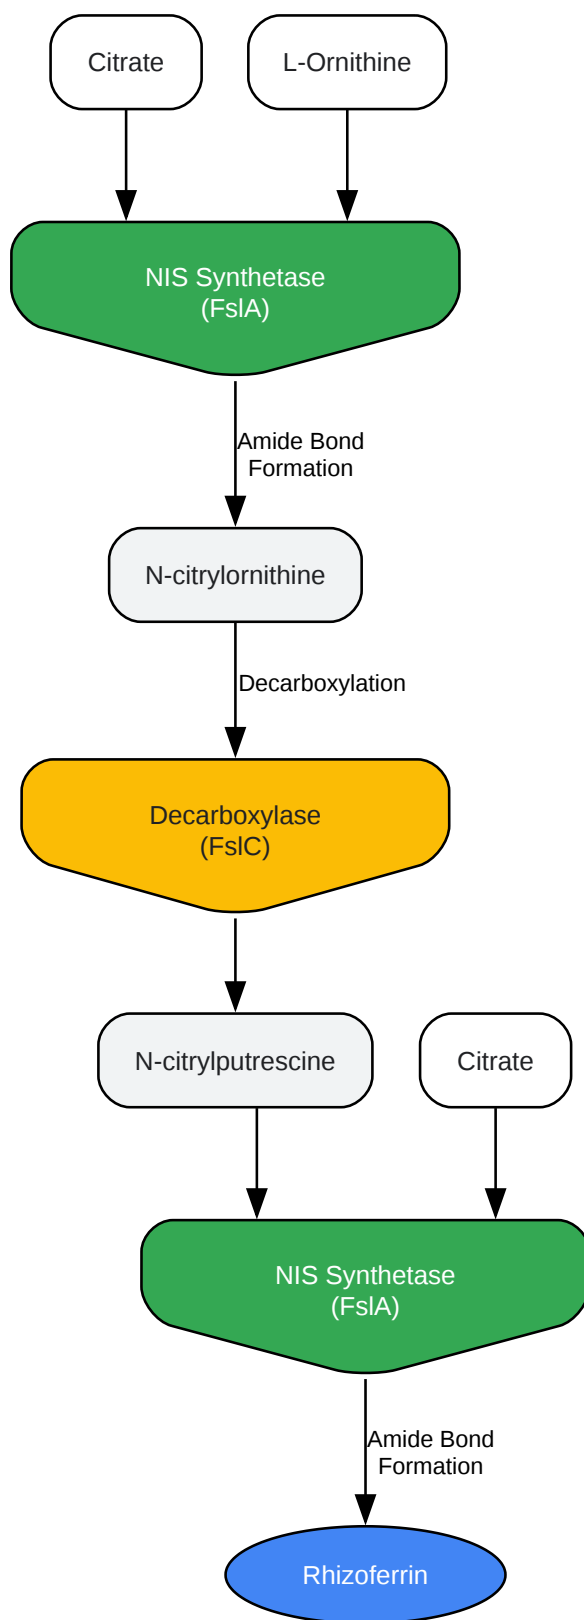 Citrate
L-Ornithine
NIS Synthetase
(FslA)
Amide Bond
Formation
N-citrylornithine
Decarboxylation
Decarboxylase
(FslC)
N-citrylputrescine
Citrate
NIS Synthetase
(FslA)
Amide Bond
Formation
Rhizoferrin